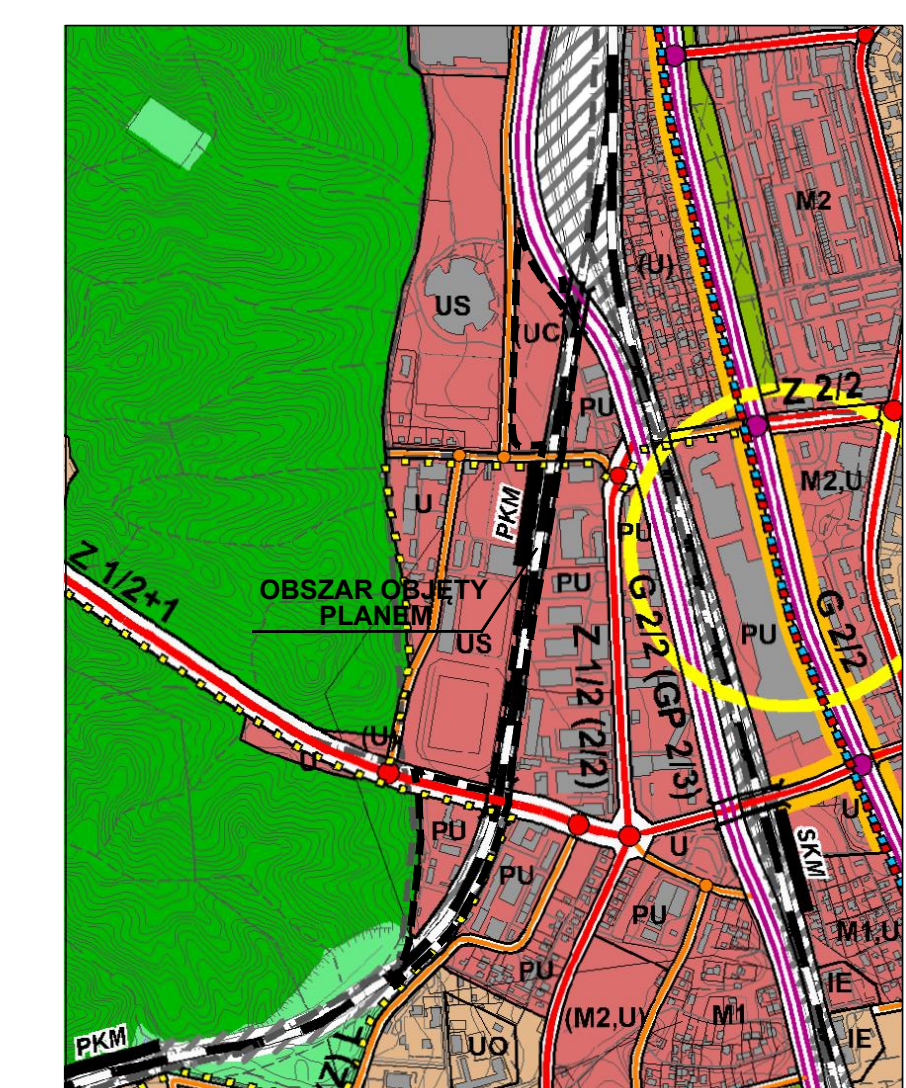 M2
(U)
US
(UC
Z 2/2
PU
M2,U
U
PKM
PU
Z 1/2+1
OBSZAR OBJĘTY
PLANEM
PU
G 2/2 (GP 2/3)
G 2/2
PU
US
Z 1/2 (2/2)
(U)
U
U
PU
U
SKM
PU
PU
M1,U
PU
IE
(M2,U)
M1
PKM
UO
IE